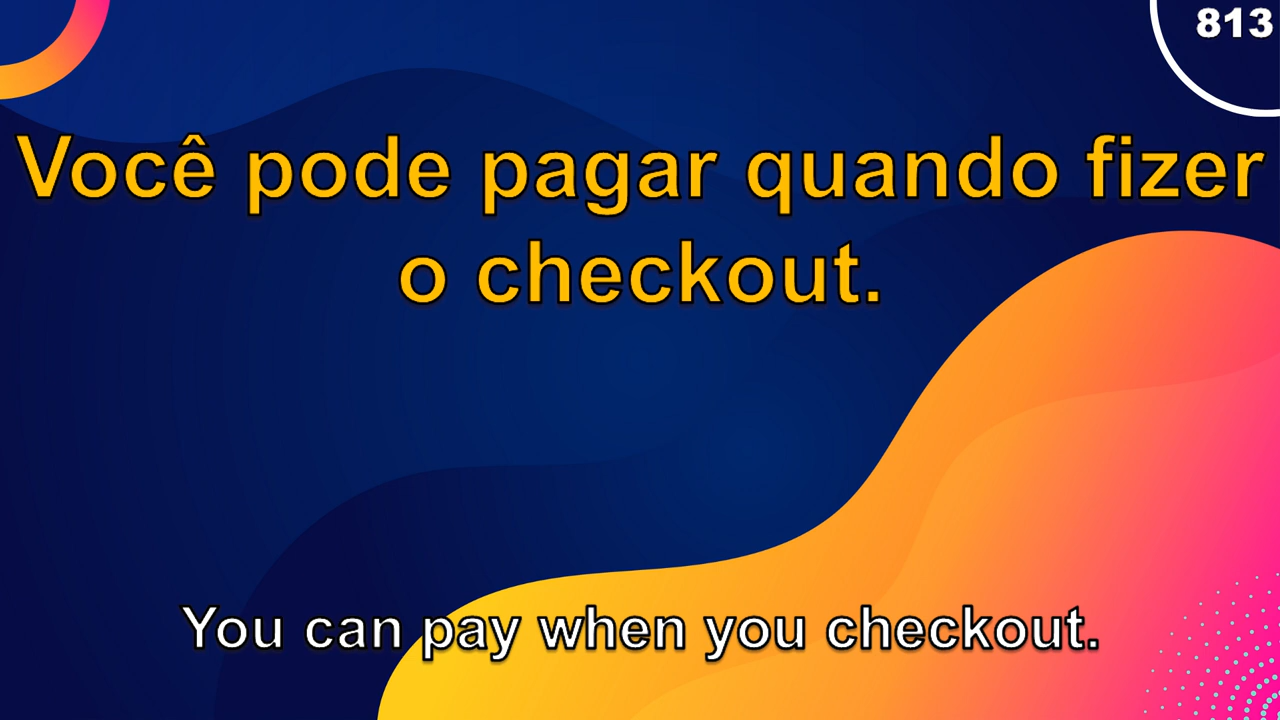 813
Você pode pagar quando fizer
o checkout.
You can pay when you checkout.